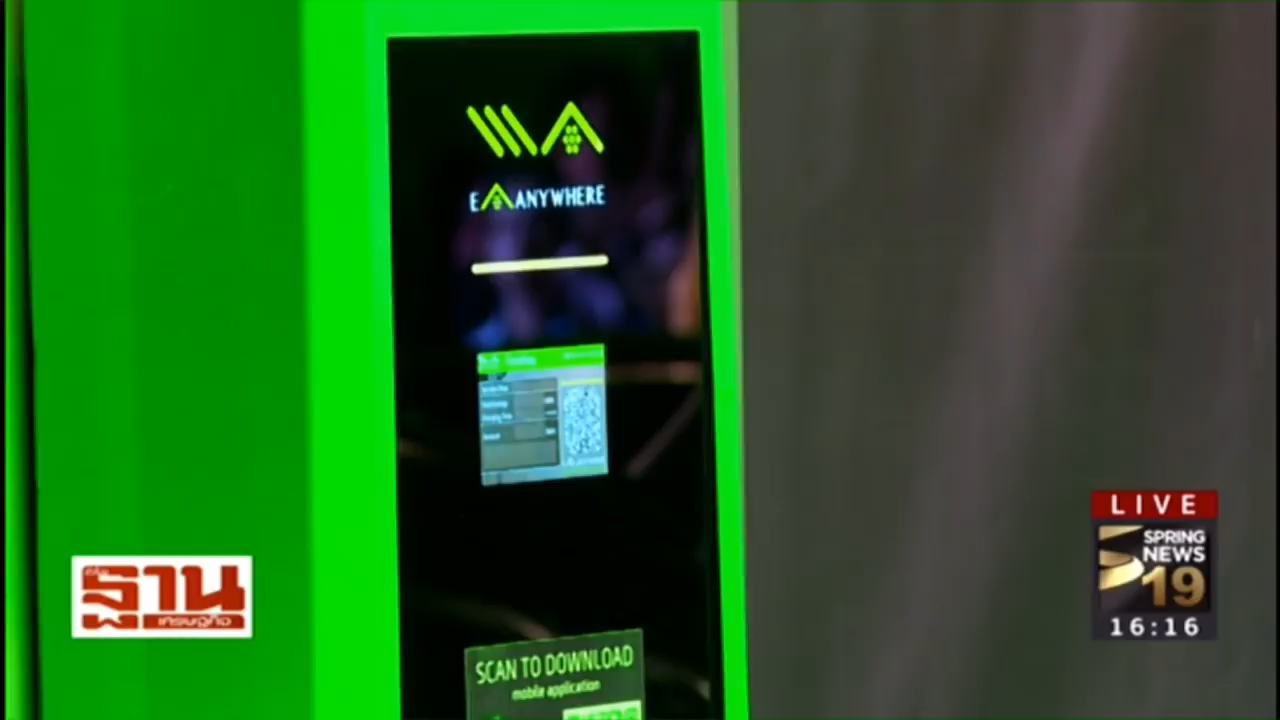 EA ANYWHERE
SCAN TO DOWNLOAD
mobile application
ฐาน
เศรษฐกิจ
LIVE
SPRING
NEWS
19
16:16